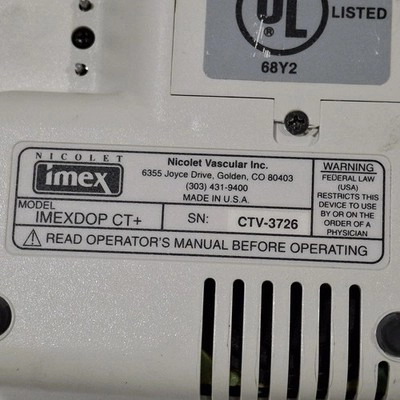 UL
®
LISTED
68Y2
NICOLET
imex
Nicolet Vascular Inc.
6355 Joyce Drive, Golden, CO 80403
(303) 431-9400
MADE IN U.S.A.
MODEL
IMEXDOP CT+
SN: CTV-3726
⚠ READ OPERATOR'S MANUAL BEFORE OPERATING
WARNING
FEDERAL LAW
(USA)
RESTRICTS THIS
DEVICE TO USE
BY OR ON THE
ORDER OF A
PHYSICIAN